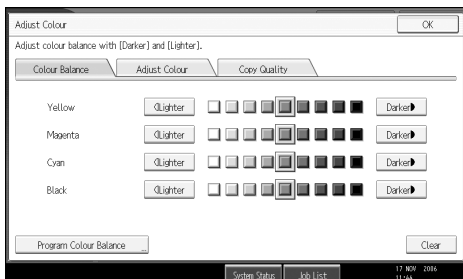 Adjust Colour
OK
Adjust colour balance with [Darker] and [Lighter].
Colour Balance Adjust Colour Copy Quality
Yellow Lighter Darker
Magenta Lighter Darker
Cyan Lighter Darker
Black Lighter Darker
Program Colour Balance Clear
System Status Job List 17 NOV 2006
11:44